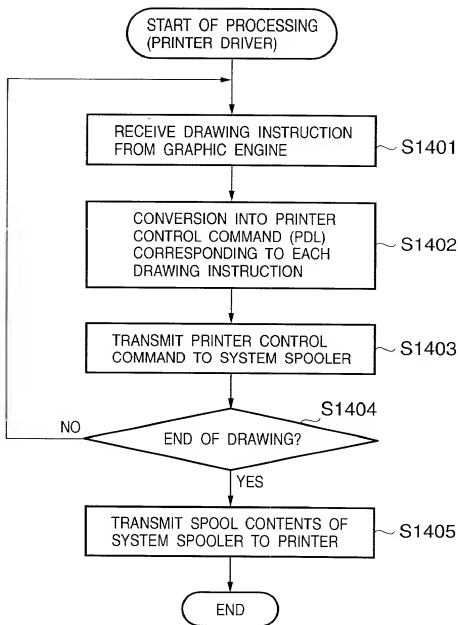 START OF PROCESSING
(PRINTER DRIVER)
RECEIVE DRAWING INSTRUCTION
FROM GRAPHIC ENGINE
S1401
CONVERSION INTO PRINTER
CONTROL COMMAND (PDL)
CORRESPONDING TO EACH
DRAWING INSTRUCTION
S1402
TRANSMIT PRINTER CONTROL
COMMAND TO SYSTEM SPOOLER
S1403
S1404
NO
END OF DRAWING?
YES
TRANSMIT SPOOL CONTENTS OF
SYSTEM SPOOLER TO PRINTER
S1405
END